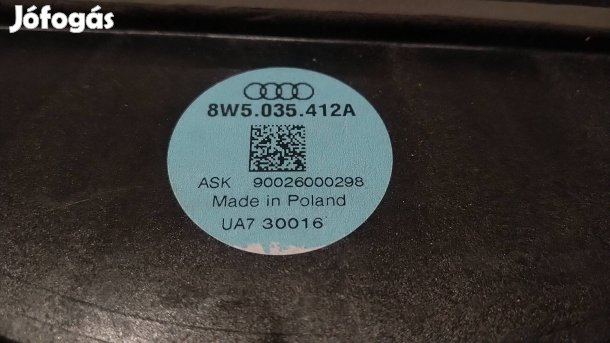 Jófogás
8W5.035.412A
ASK 90026000298
Made in Poland
UA7 30016